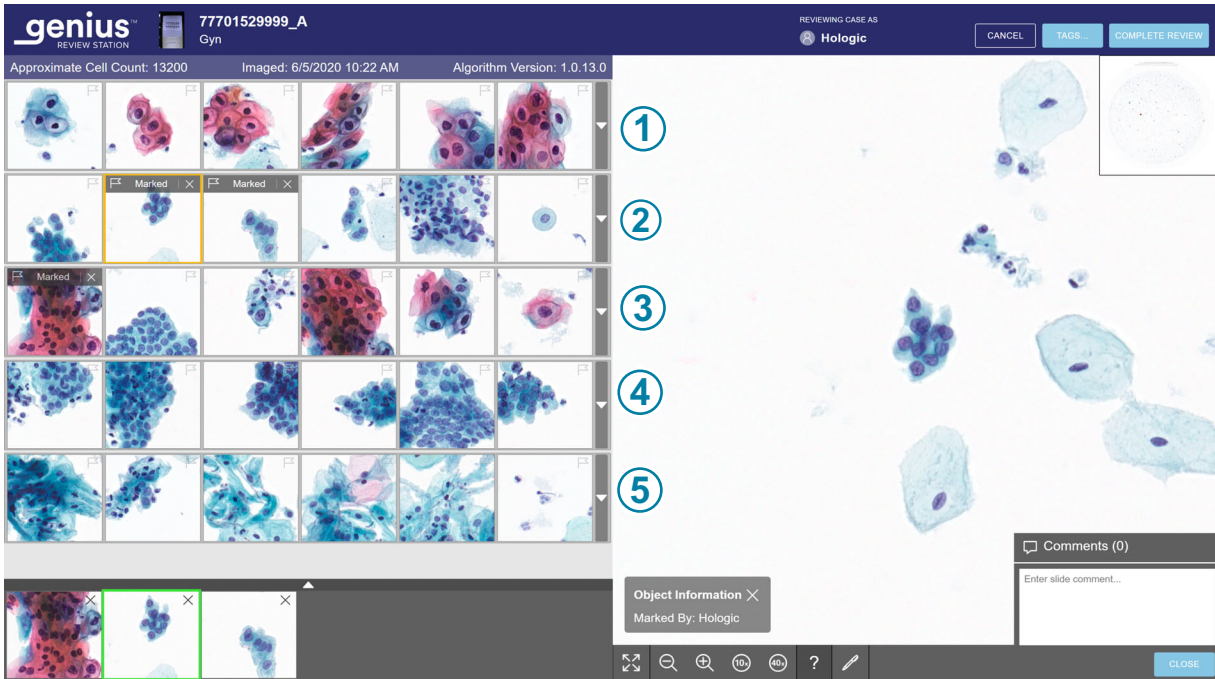 genius™
REVIEW STATION
77701529999_A
Gyn
REVIEWING CASE AS
Hologic
CANCEL
TAGS...
COMPLETE REVIEW
Approximate Cell Count: 13200
Imaged: 6/5/2020 10:22 AM
Algorithm Version: 1.0.13.0
1
Marked
Marked
2
Marked
3
4
5
Comments (0)
Enter slide comment...
Object Information
Marked By: Hologic
10x
40x
?
CLOSE